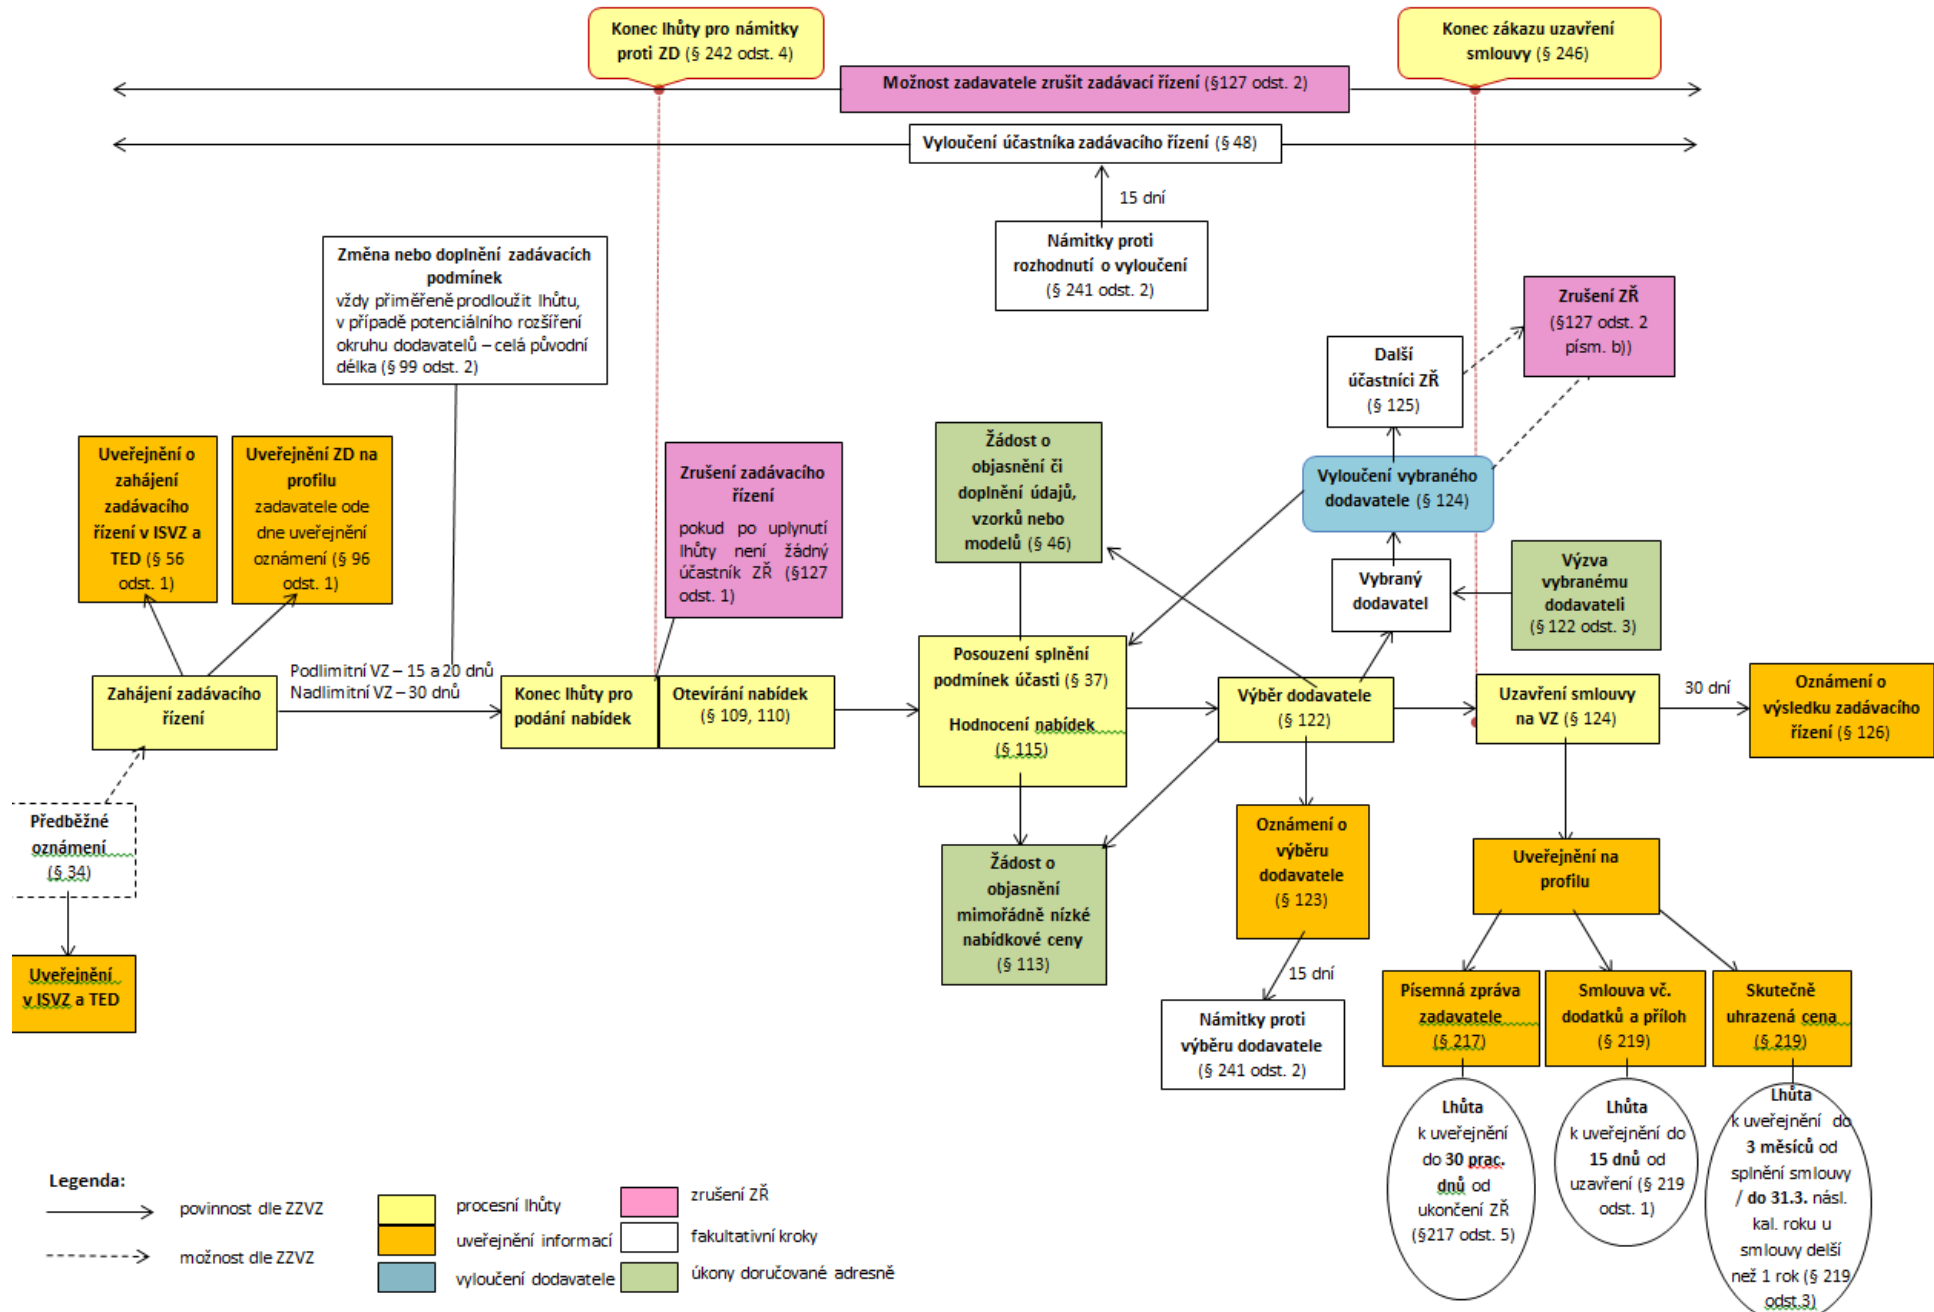 Konec lhůty pro námitky
proti ZD (§ 242 odst. 4)
Konec zákazu uzavření
smlouvy (§ 246)
Možnost zadavatele zrušit zadávací řízení (§127 odst. 2)
Vyloučení účastníka zadávacího řízení (§ 48)
15 dní
Námitky proti
rozhodnutí o vyloučení
(§ 241 odst. 2)
Změna nebo doplnění zadávacích
podmínek
vždy přiměřeně prodloužit lhůtu,
v případě potenciálního rozšíření
okruhu dodavatelů – celá původní
délka (§ 99 odst. 2)
Zrušení ZŘ
(§127 odst. 2
písm. b))
Další
účastníci ZŘ
(§ 125)
Uveřejnění o
zahájení
zadávacího
řízení v ISVZ a
TED (§ 56
odst. 1)
Uveřejnění ZD na
profilu
zadavatele ode
dne uveřejnění
oznámení (§ 96
odst. 1)
Zrušení zadávacího
řízení
pokud po uplynutí
lhůty není žádný
účastník ZŘ (§127
odst. 1)
Žádost o
objasnění či
doplnění údajů,
vzorků nebo
modelů (§ 46)
Vyloučení vybraného
dodavatele (§ 124)
Vybraný
dodavatel
Výzva
vybranému
dodavateli
(§ 122 odst. 3)
Zahájení zadávacího
řízení
Podlimitní VZ – 15 a 20 dnů
Nadlimitní VZ – 30 dnů
Konec lhůty pro
podání nabídek
Otevírání nabídek
(§ 109, 110)
Posouzení splnění
podmínek účasti (§ 37)
Hodnocení nabídek
(§ 115)
Výběr dodavatele
(§ 122)
Uzavření smlouvy
na VZ (§ 124)
30 dní
Oznámení o
výsledku zadávacího
řízení (§ 126)
Předběžné
oznámení
(§ 34)
Uveřejnění
v ISVZ a TED
Žádost o
objasnění
mimořádně nízké
nabídkové ceny
(§ 113)
Oznámení o
výběru
dodavatele
(§ 123)
15 dní
Námitky proti
výběru dodavatele
(§ 241 odst. 2)
Uveřejnění na
profilu
Písemná zpráva
zadavatele
(§ 217)
Smlouva vč.
dodatků a příloh
(§ 219)
Skutečně
uhrazená cena
(§ 219)
Lhůta
k uveřejnění
do 30 prac.
dnů od
ukončení ZŘ
(§217 odst. 5)
Lhůta
k uveřejnění do
15 dnů od
uzavření (§ 219
odst. 1)
Lhůta
k uveřejnění do
3 měsíců od
splnění smlouvy
/ do 31.3. násl.
kal. roku u
smlouvy delší
než 1 rok (§ 219
odst.3)
Legenda:
povinnost dle ZZVZ
možnost dle ZZVZ
procesní lhůty
uveřejnění informací
vyloučení dodavatele
zrušení ZŘ
fakultativní kroky
úkony doručované adresně